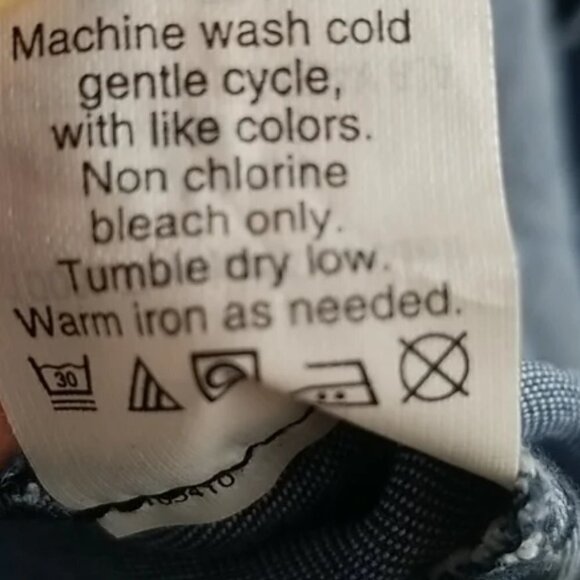 Machine wash cold
gentle cycle,
with like colors.
Non chlorine
bleach only.
Tumble dry low.
Warm iron as needed.
30